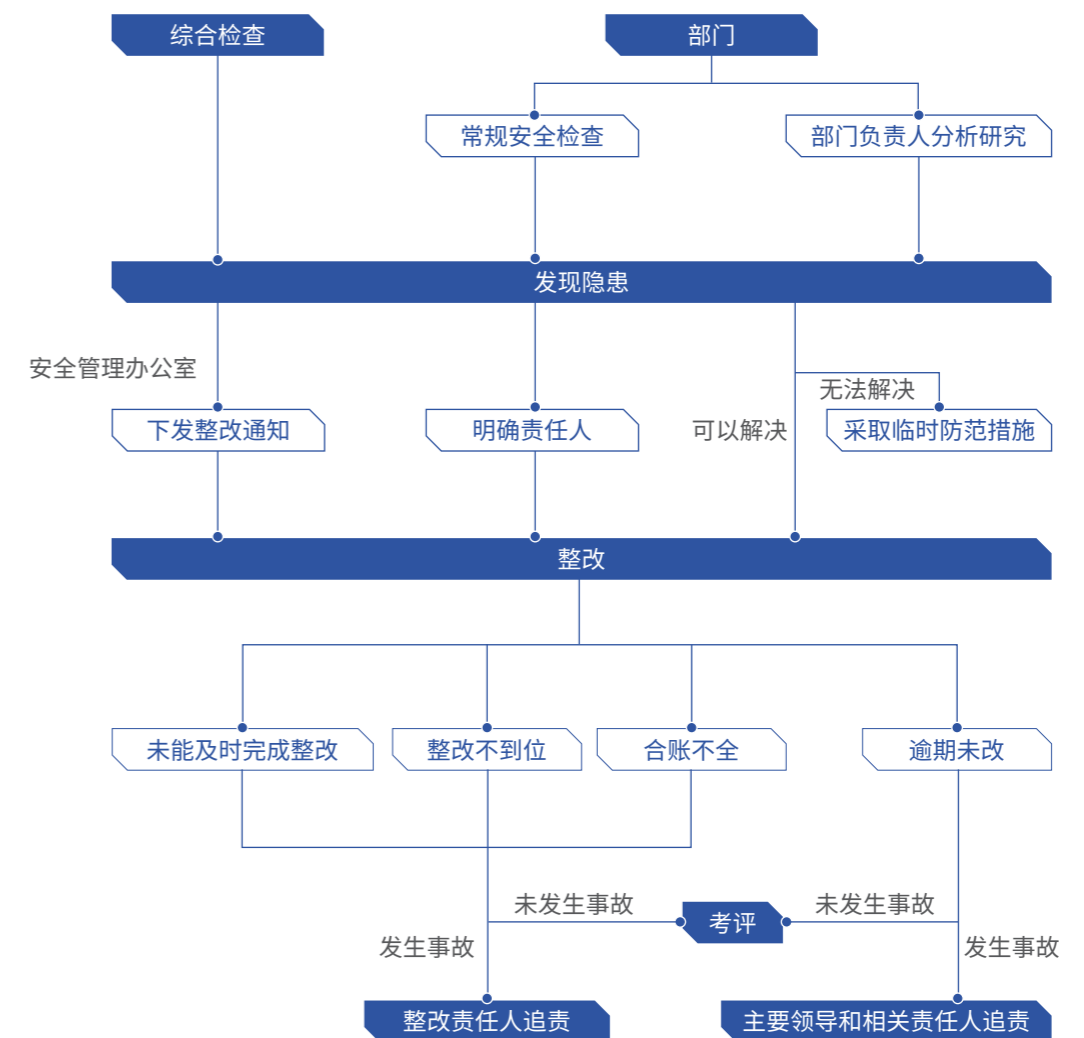 综合检查
部门
常规安全检查
部门负责人分析研究
发现隐患
安全管理办公室
无法解决
下发整改通知
明确责任人
可以解决
采取临时防范措施
整改
未能及时完成整改
整改不到位
合账不全
逾期未改
未发生事故
考评
未发生事故
发生事故
发生事故
整改责任人追责
主要领导和相关责任人追责